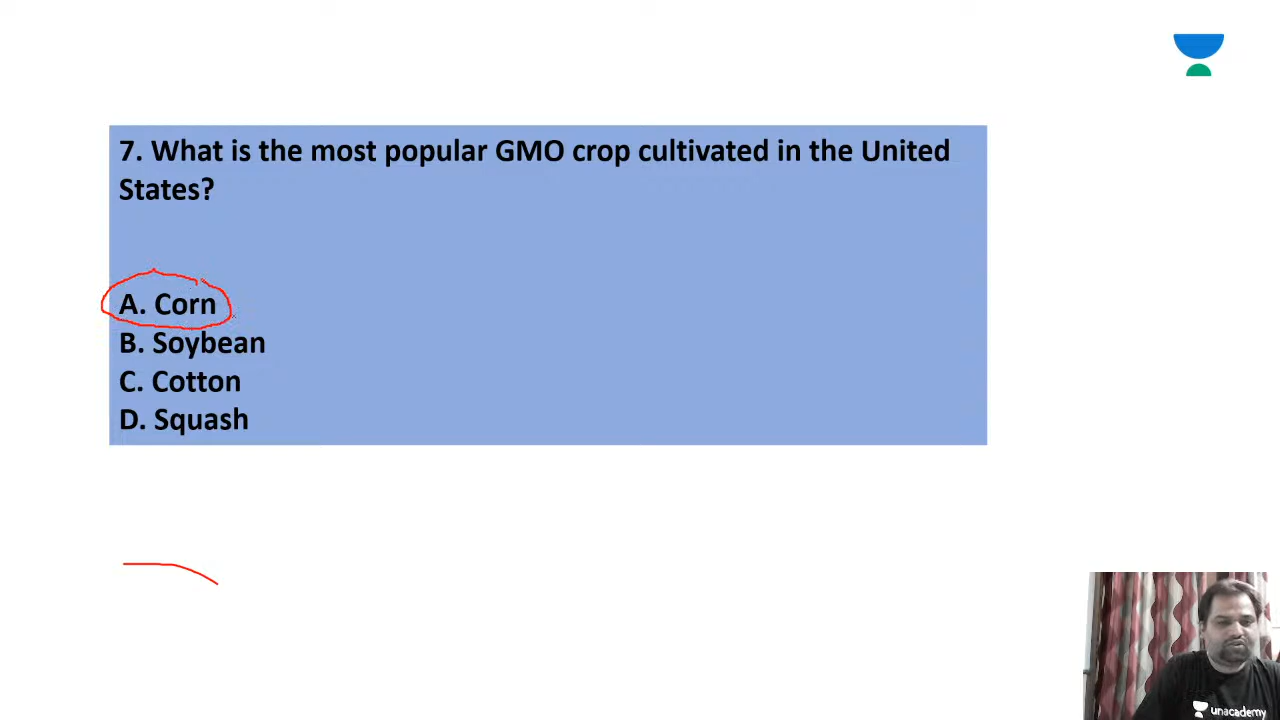 7. What is the most popular GMO crop cultivated in the United
States?
A. Corn
B. Soybean
C. Cotton
D. Squash
unacademy